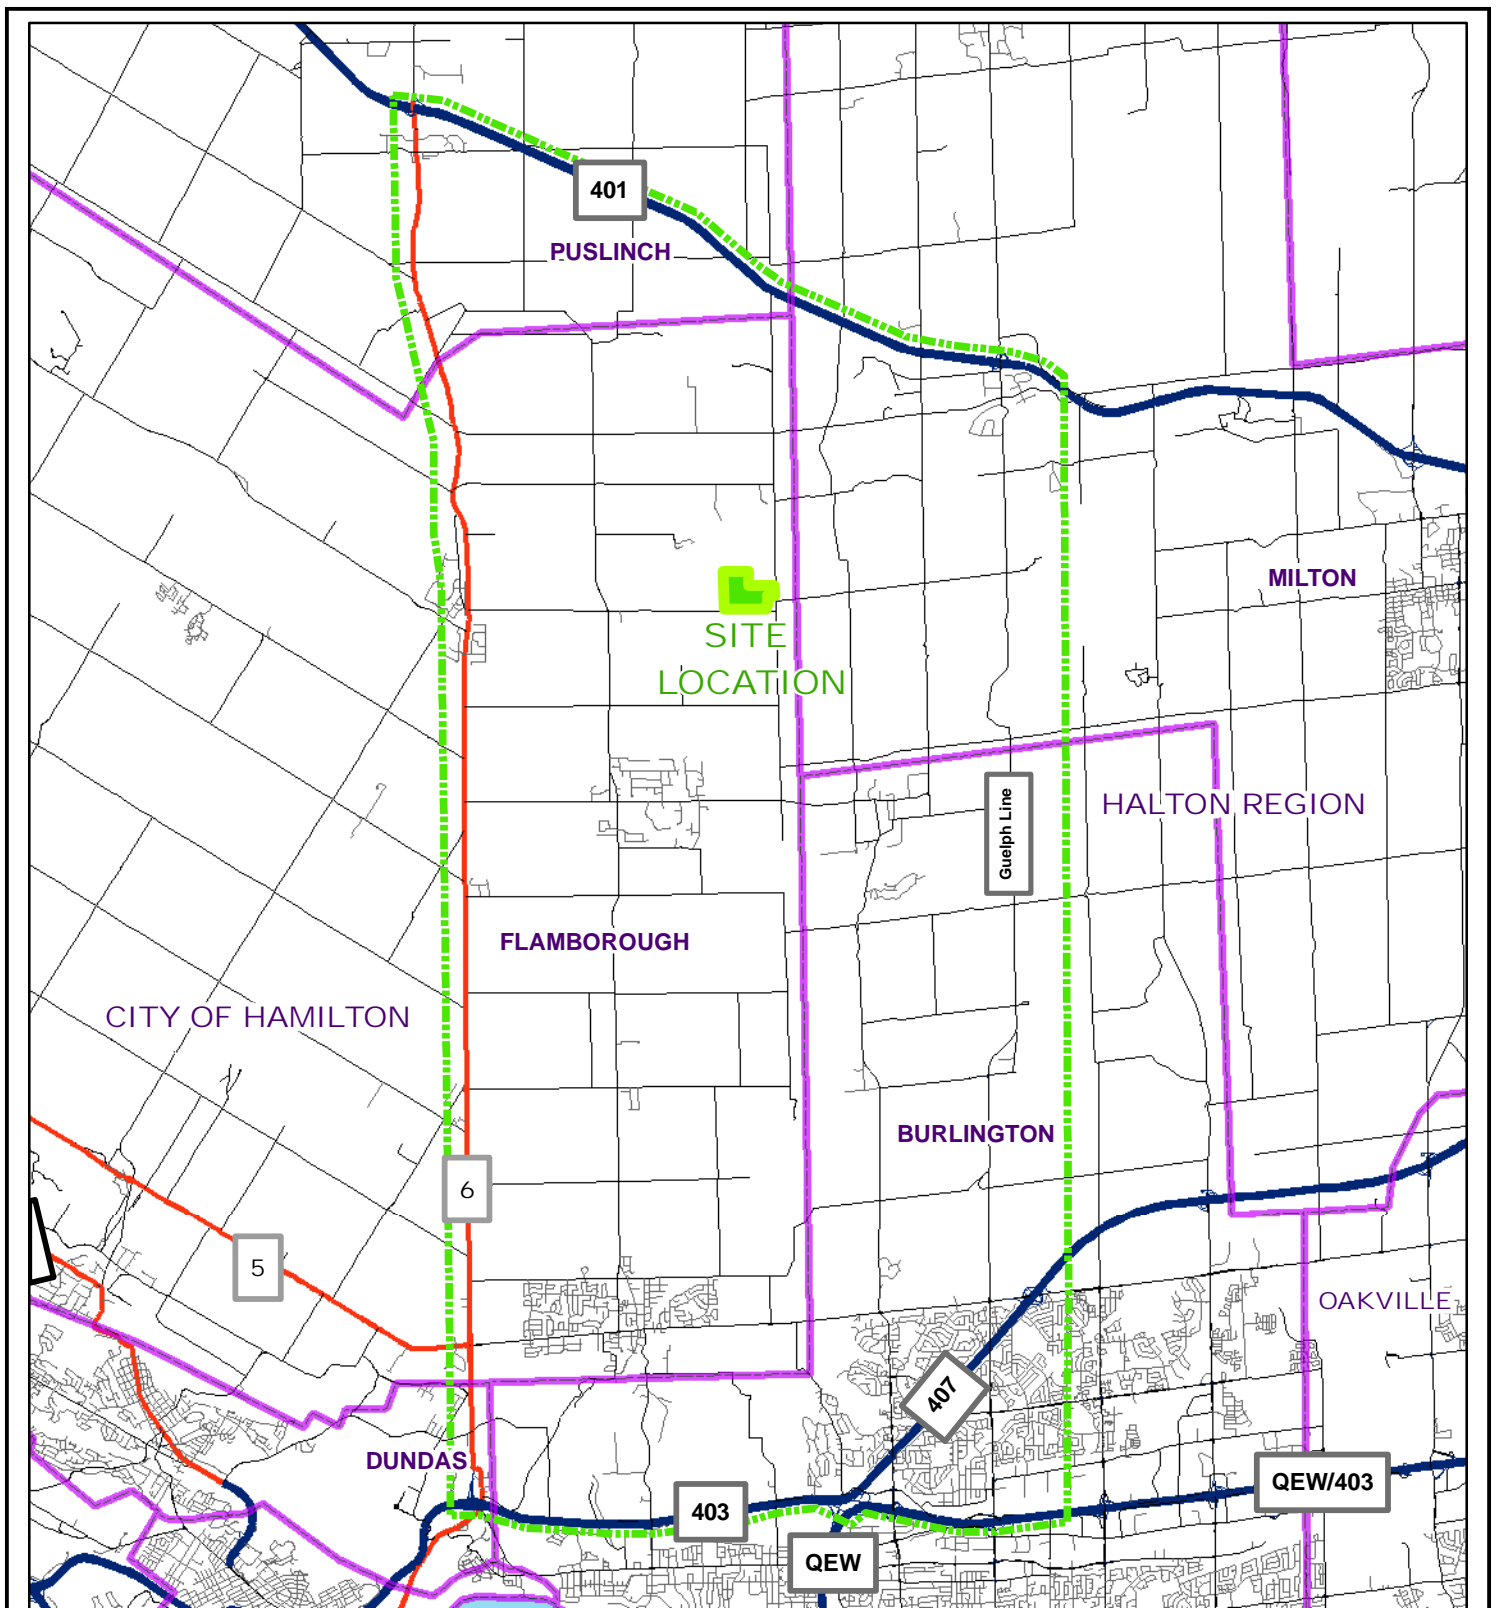 401
PUSLINCH
MILTON
SITE
LOCATION
Guelph Line
HALTON REGION
FLAMBOROUGH
CITY OF HAMILTON
BURLINGTON
6
5
OAKVILLE
407
DUNDAS
QEW/403
403
QEW